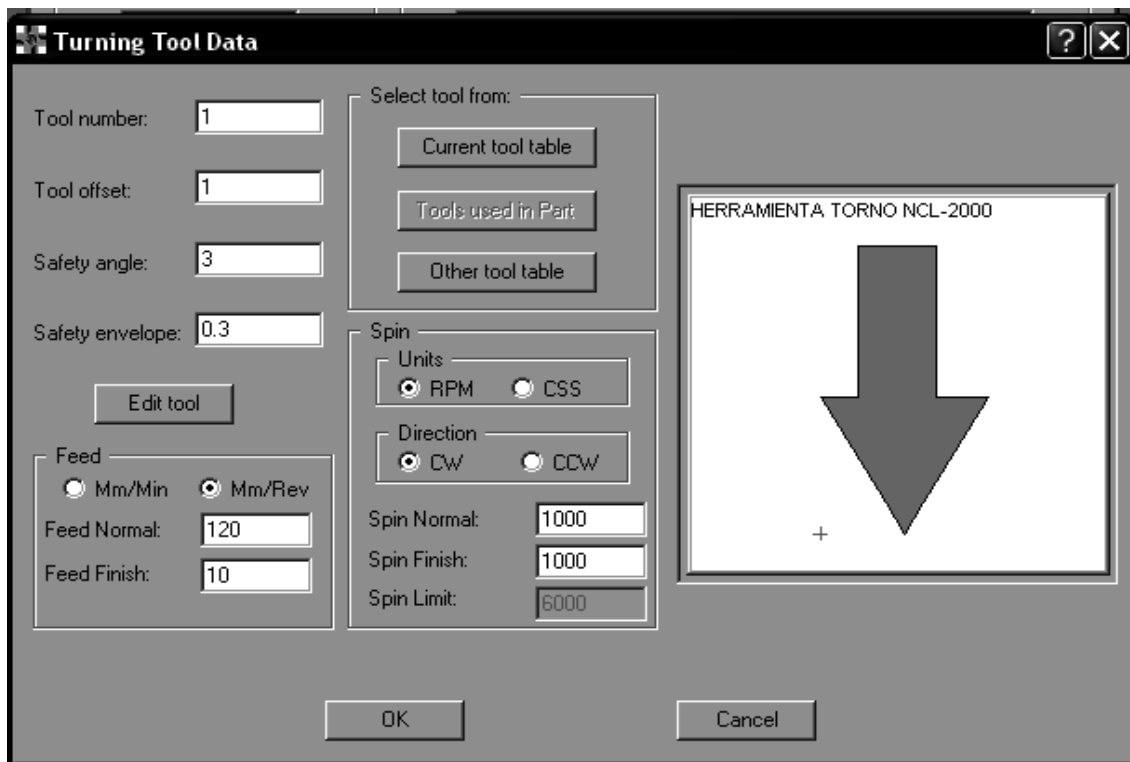 Turning Tool Data
Tool number: 1
Tool offset: 1
Safety angle: 3
Safety envelope: 0.3
Edit tool
Feed
Mm/Min Mm/Rev
Feed Normal: 120
Feed Finish: 10
Select tool from:
Current tool table
Tools used in Part
Other tool table
Spin
Units
RPM CSS
Direction
CW CCW
Spin Normal: 1000
Spin Finish: 1000
Spin Limit: 6000
HERRAMIENTA TORNO NCL-2000
OK
Cancel